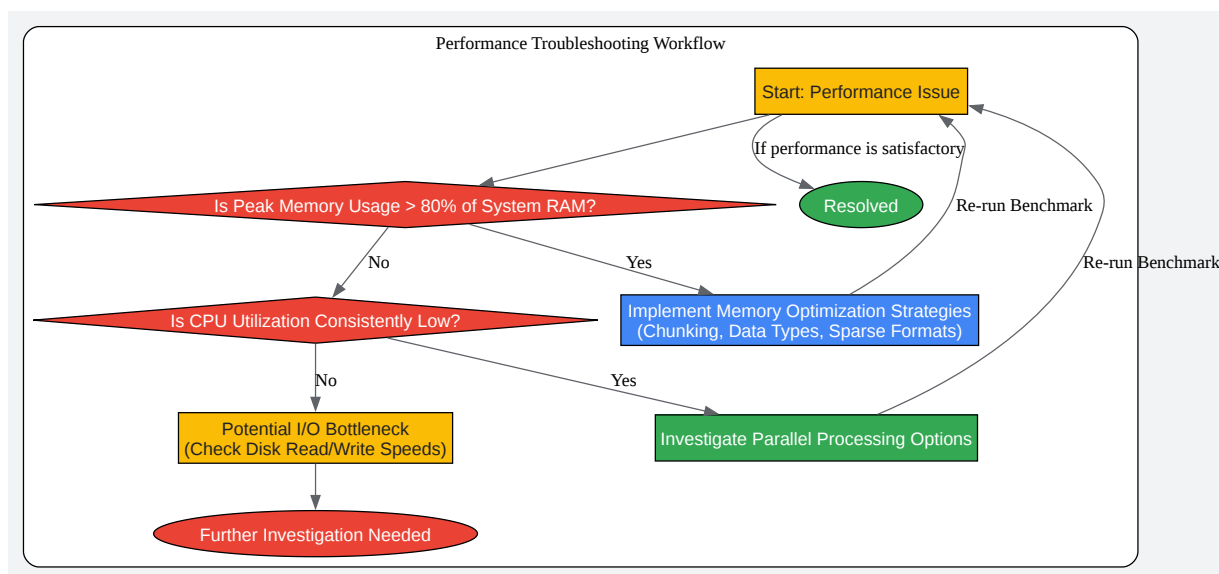 Performance Troubleshooting Workflow
Start: Performance Issue
If performance is satisfactory
Is Peak Memory Usage > 80% of System RAM?
Resolved
Re-run Benchmark
No
Yes
Re-run Benchmark
Implement Memory Optimization Strategies
(Chunking, Data Types, Sparse Formats)
Is CPU Utilization Consistently Low?
No
Yes
Potential I/O Bottleneck
(Check Disk Read/Write Speeds)
Investigate Parallel Processing Options
Further Investigation Needed